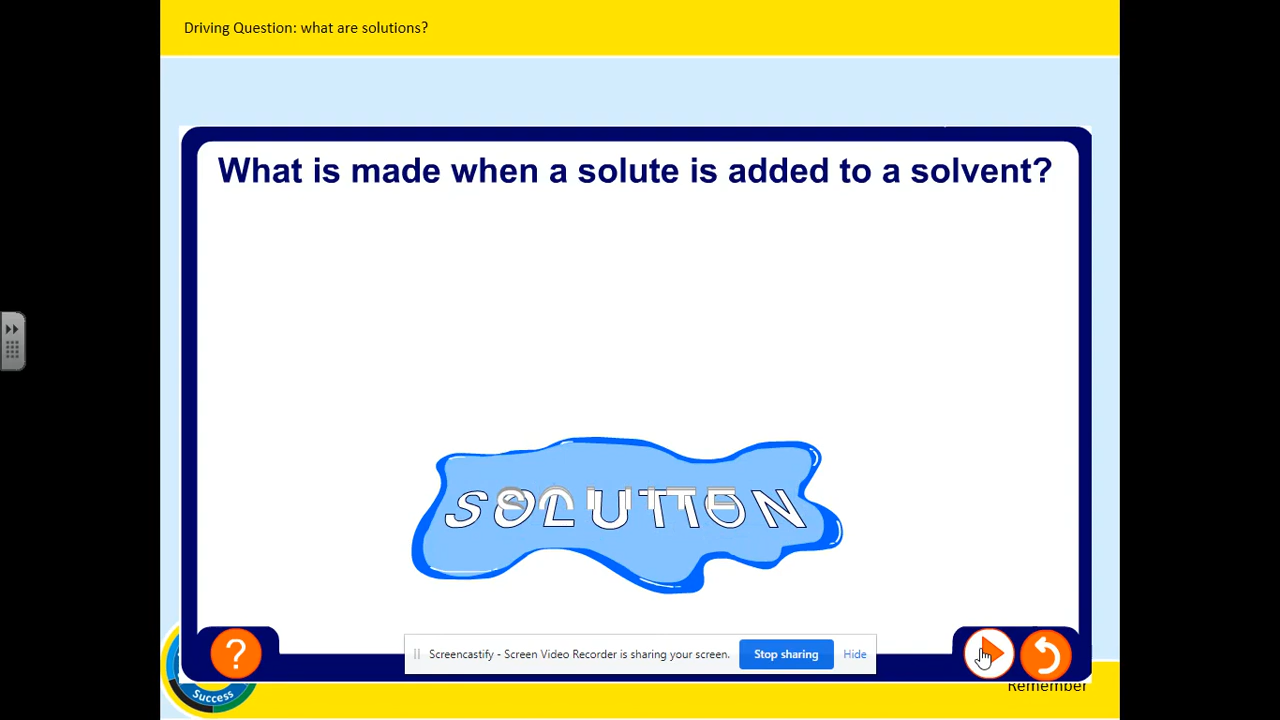 Driving Question: what are solutions?
What is made when a solute is added to a solvent?
SOLUTION
?
Screencastify - Screen Video Recorder is sharing your screen. Stop sharing Hide
Success
Remember